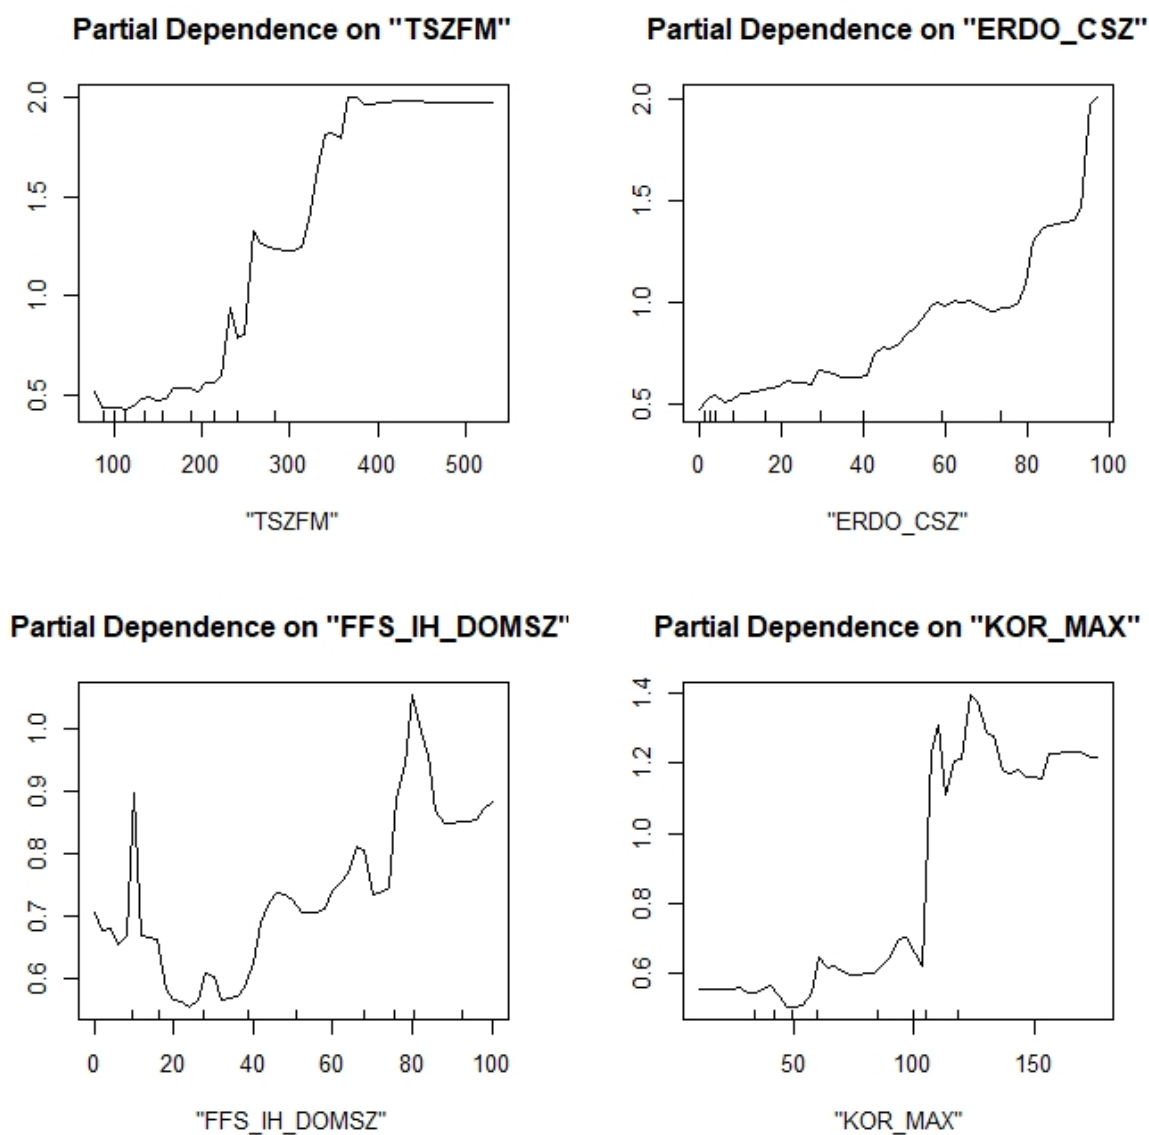 Partial Dependence on "TSZFM"
2.0
1.5
1.0
0.5
100 200 300 400 500
"TSZFM"
Partial Dependence on "ERDO_CSZ"
2.0
1.5
1.0
0.5
0 20 40 60 80 100
"ERDO_CSZ"
Partial Dependence on "FFS_IH_DOMSZ"
1.0
0.9
0.8
0.7
0.6
0 20 40 60 80 100
"FFS_IH_DOMSZ"
Partial Dependence on "KOR_MAX"
1.4
1.2
1.0
0.8
0.6
50 100 150
"KOR_MAX"